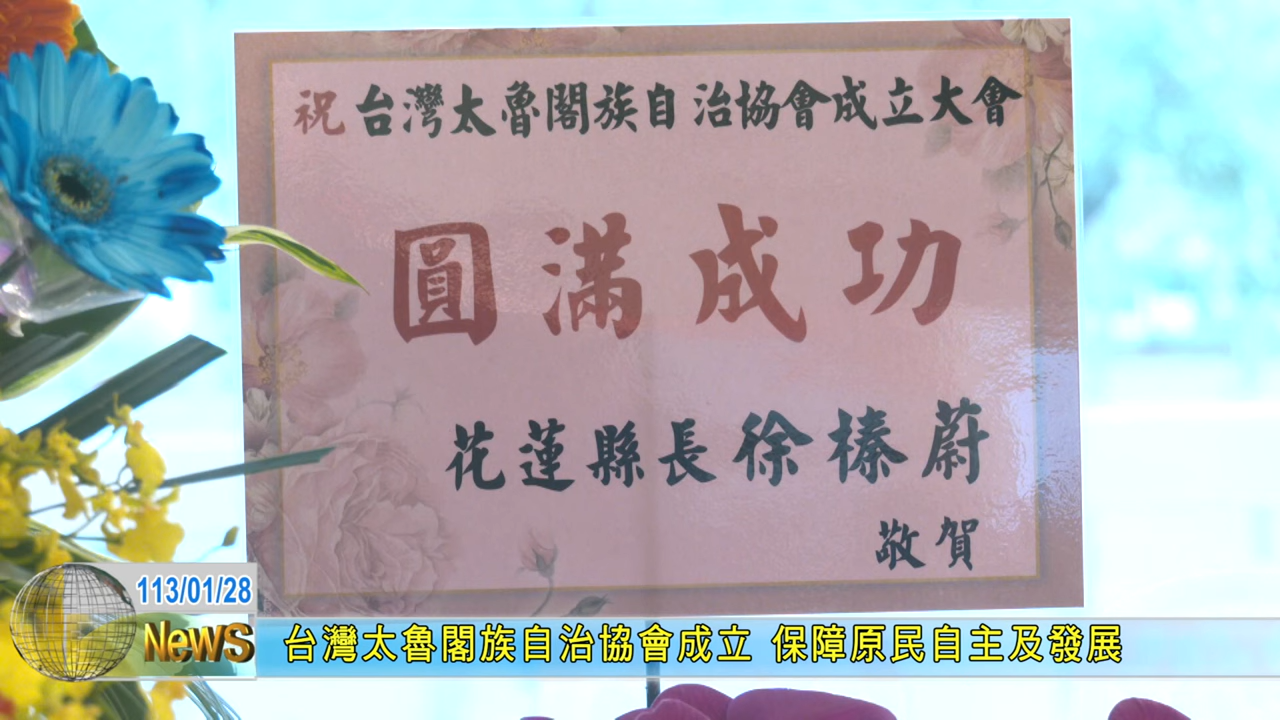 祝台灣太魯閣族自治協會成立大會
圓滿成功
花蓮縣長徐榛蔚
敬賀
113/01/28
NewS
台灣太魯閣族自治協會成立 保障原民自主及發展